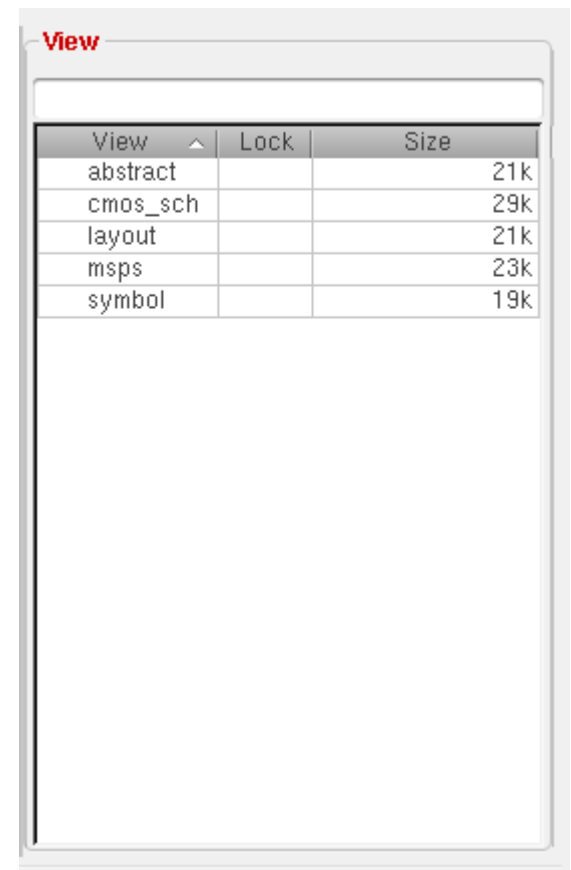 View
View Lock Size
abstract 21k
cmos_sch 29k
layout 21k
msps 23k
symbol 19k